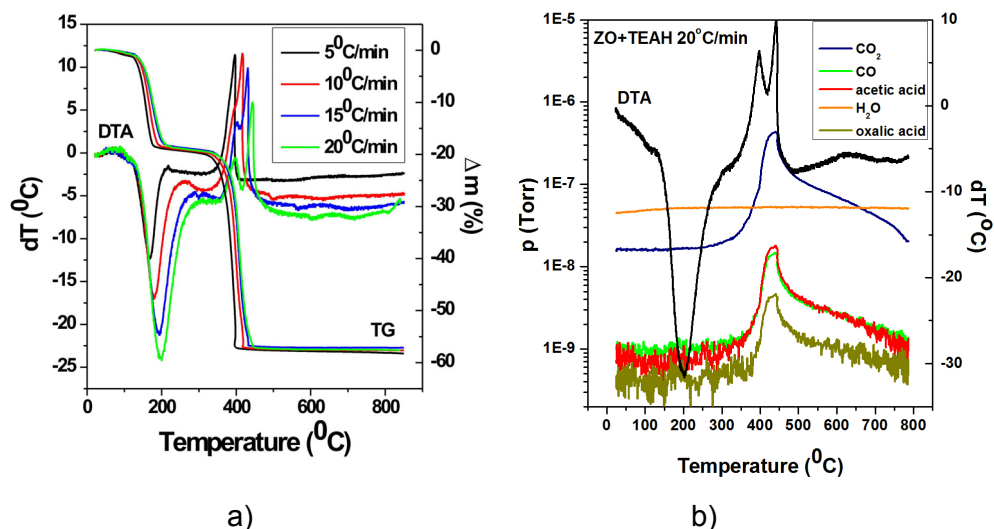 15
10
5
0
-5
-10
-15
-20
-25
dT (⁰C)
DTA
5⁰C/min
10⁰C/min
15⁰C/min
20⁰C/min
TG
0
-10
-20
-30
-40
-50
-60
Δm (%)
0 200 400 600 800
Temperature (⁰C)
a)
1E-5
1E-6
1E-7
1E-8
1E-9
p (Torr)
ZO+TEAH 20°C/min
DTA
CO₂
CO
acetic acid
H₂O
oxalic acid
10
0
-10
-20
-30
dT (°C)
0 100 200 300 400 500 600 700 800
Temperature (°C)
b)